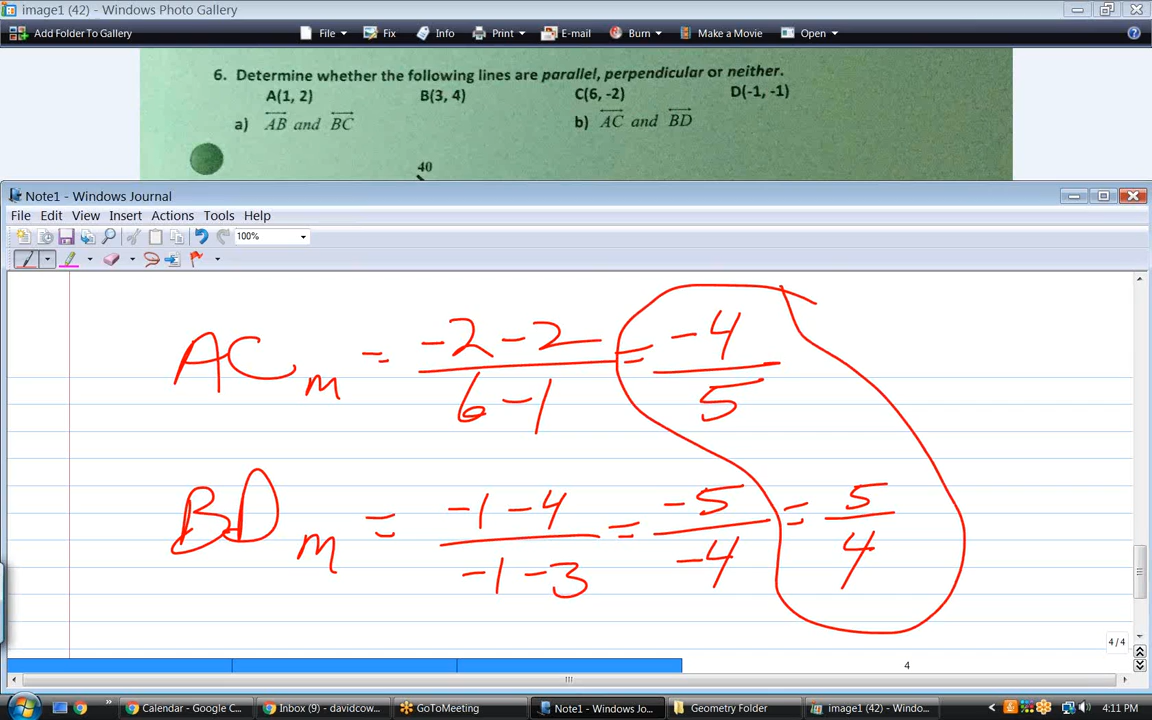 image1 (42) - Windows Photo Gallery
Add Folder To Gallery File Fix Info Print E-mail Burn Make a Movie Open
6. Determine whether the following lines are parallel, perpendicular or neither.
A(1, 2) B(3, 4) C(6, -2) D(-1, -1)
a) AB and BC b) AC and BD
40
Note1 - Windows Journal
File Edit View Insert Actions Tools Help
100%
AC m = -2 - 2 / 6 - 1 = -4 / 5
BD m = -1 - 4 / -1 - 3 = -5 / -4 = 5 / 4
4 / 4
4
Calendar - Google C... Inbox (9) - davidcow... GoToMeeting Note1 - Windows Jo... Geometry Folder image1 (42) - Windo... 4:11 PM